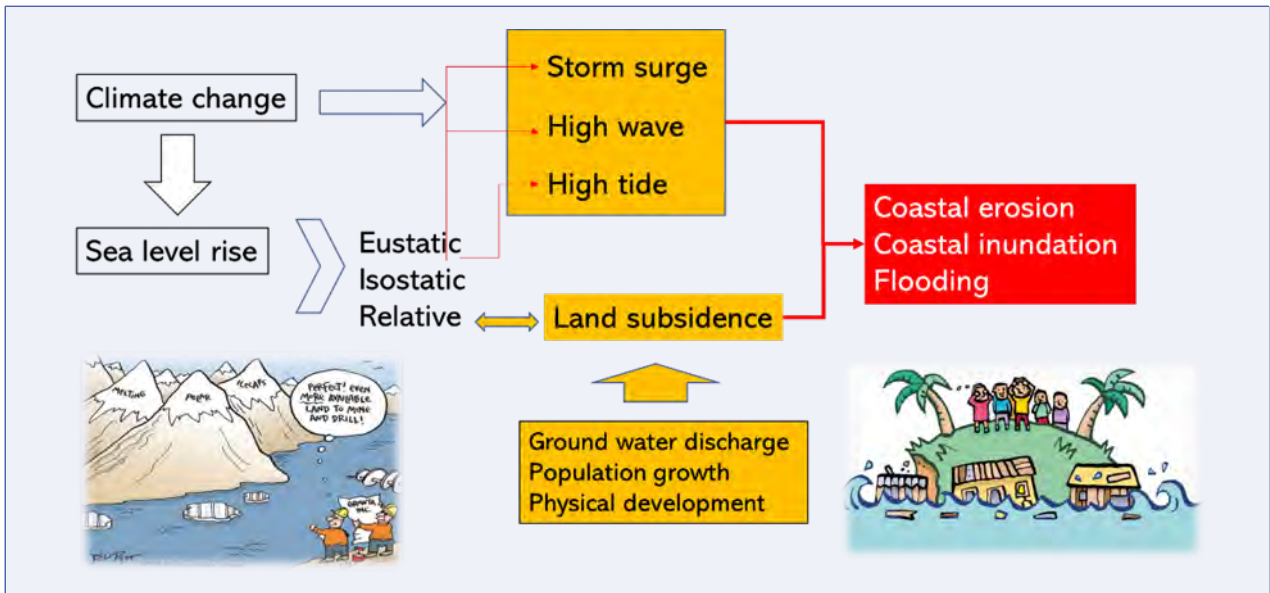 Climate change
Storm surge
High wave
High tide
Sea level rise
Eustatic
Isostatic
Relative
Land subsidence
Coastal erosion
Coastal inundation
Flooding
Ground water discharge
Population growth
Physical development
MELTING
POLAR
ICECAPS
PERFECT! EVEN
MORE AVAILABLE
LAND TO MINE
AND DRILL!
INC.